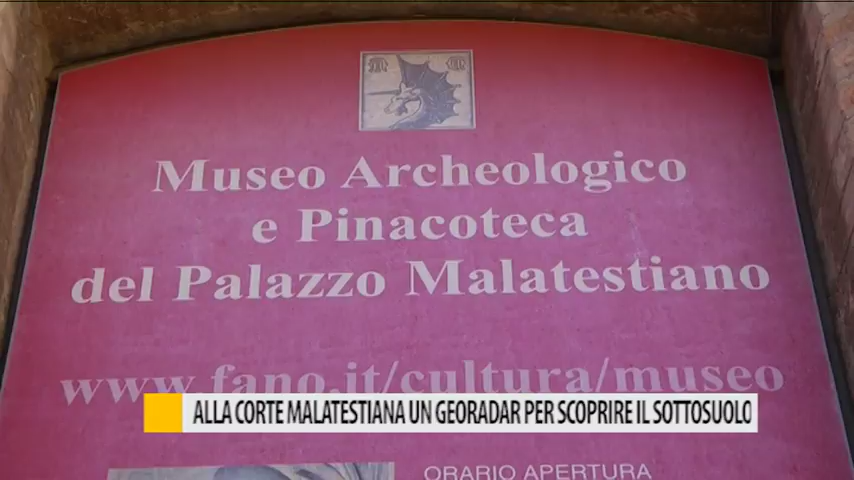 Museo Archeologico
e Pinacoteca
del Palazzo Malatestiano
www.fano.it/cultura/museo
ALLA CORTE MALATESTIANA UN GEORADAR PER SCOPRIRE IL SOTTOSUOLO
ORARIO APERTURA